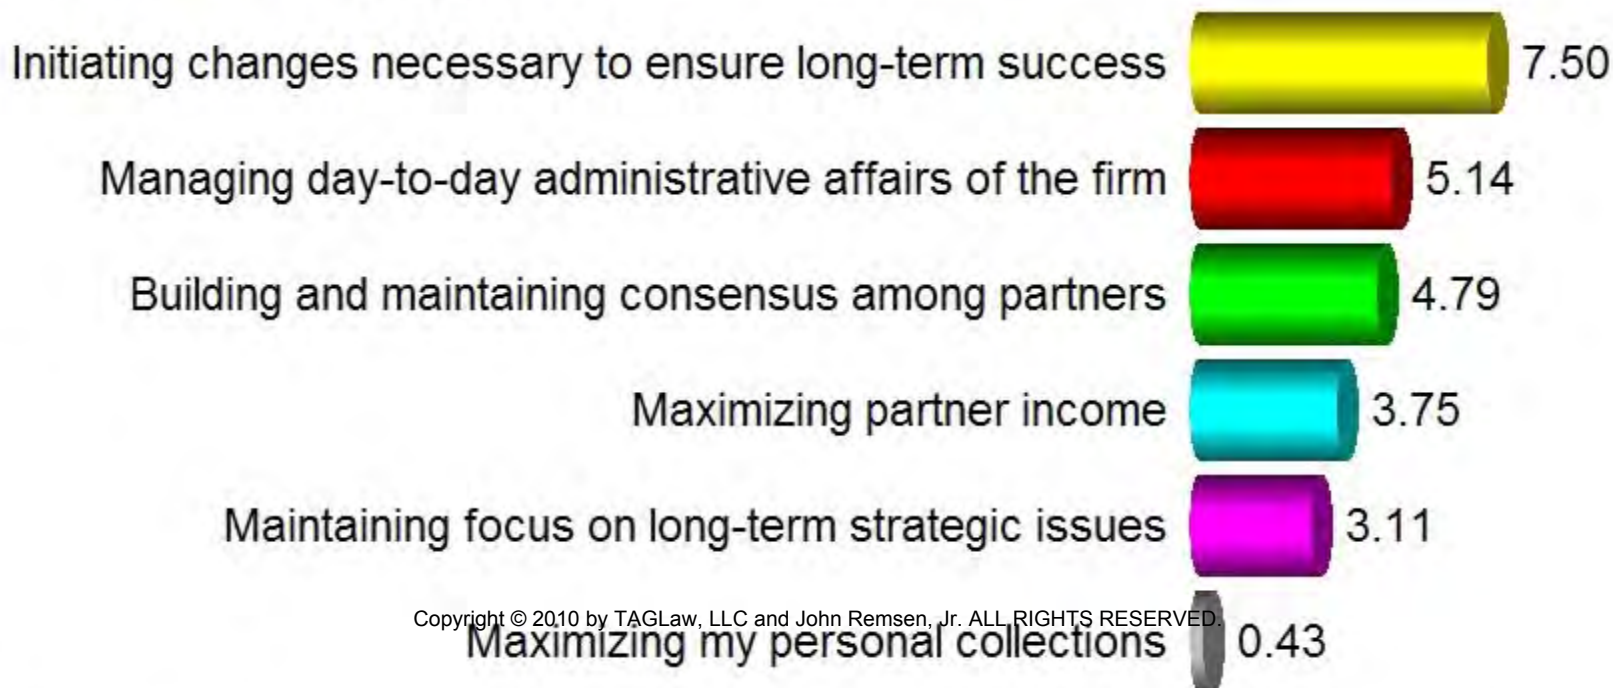 Initiating changes necessary to ensure long-term success 7.50
Managing day-to-day administrative affairs of the firm 5.14
Building and maintaining consensus among partners 4.79
Maximizing partner income 3.75
Maintaining focus on long-term strategic issues 3.11
Copyright © 2010 by TAGLaw, LLC and John Remsen, Jr. ALL RIGHTS RESERVED.
Maximizing my personal collections 0.43